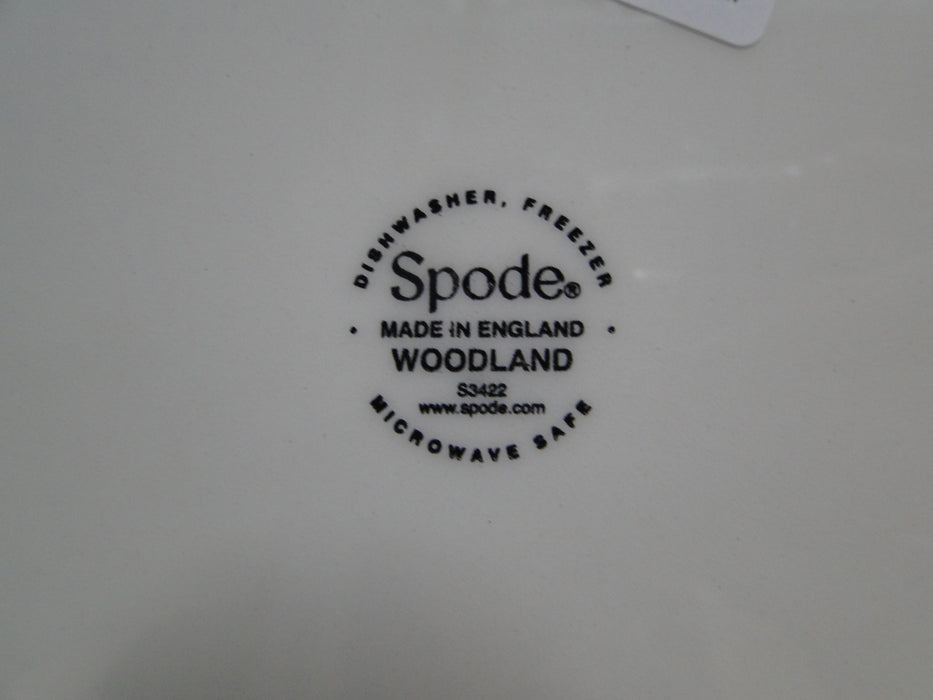 DISHWASHER, FREEZER
Spode®
• MADE IN ENGLAND •
WOODLAND
S3422
www.spode.com
MICROWAVE SAFE